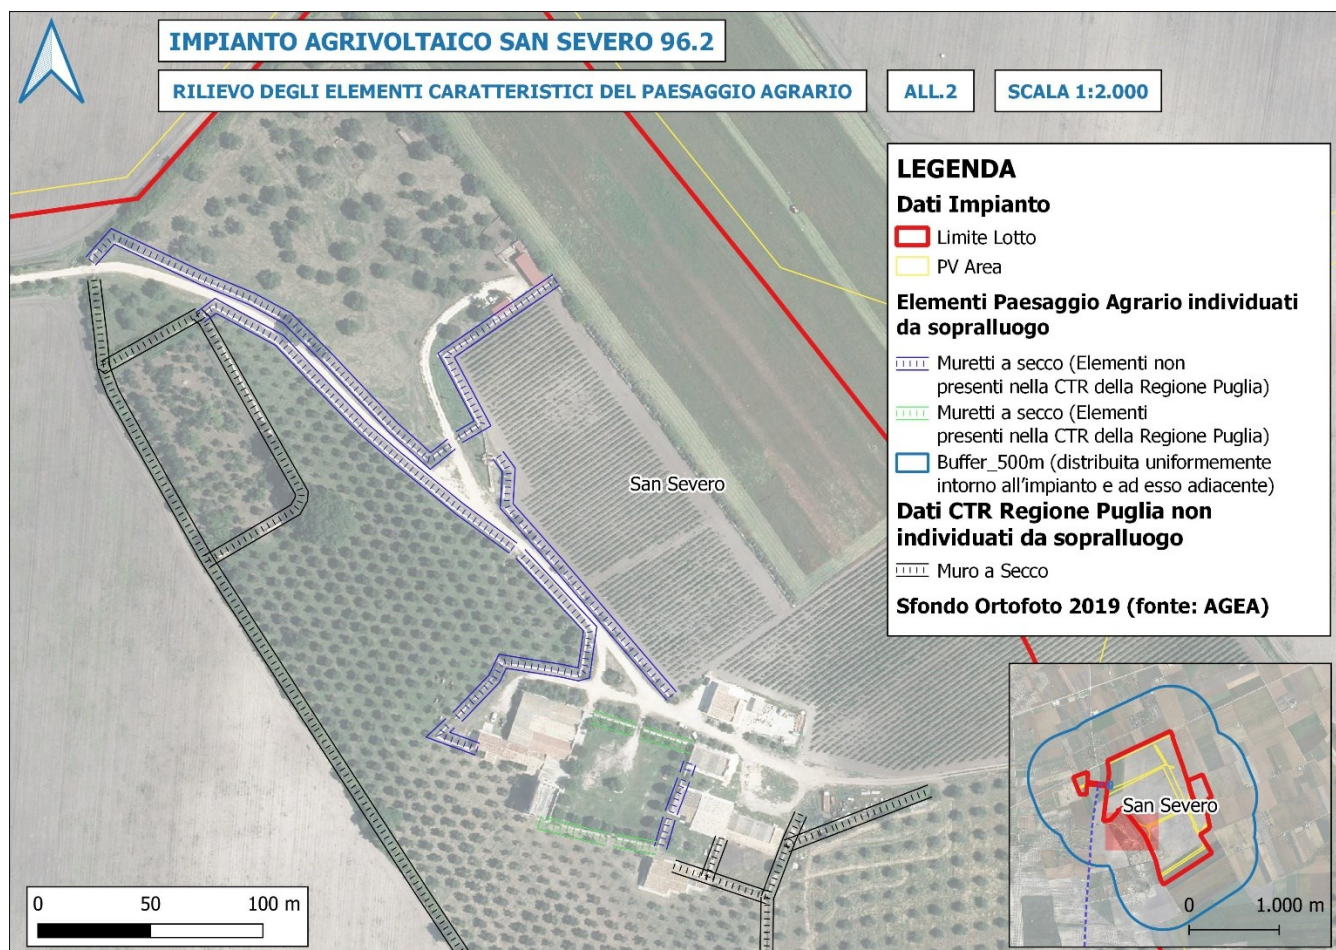 IMPIANTO AGRIVOLTAICO SAN SEVERO 96.2
RILIEVO DEGLI ELEMENTI CARATTERISTICI DEL PAESAGGIO AGRARIO
ALL.2
SCALA 1:2.000
LEGENDA
Dati Impianto
Limite Lotto
PV Area
Elementi Paesaggio Agrario individuati
da sopralluogo
Muretti a secco (Elementi non
presenti nella CTR della Regione Puglia)
Muretti a secco (Elementi
presenti nella CTR della Regione Puglia)
Buffer_500m (distribuita uniformemente
intorno all'impianto e ad esso adiacente)
Dati CTR Regione Puglia non
individuati da sopralluogo
Muro a Secco
Sfondo Ortofoto 2019 (fonte: AGEA)
San Severo
San Severo
0 1.000 m
0 50 100 m